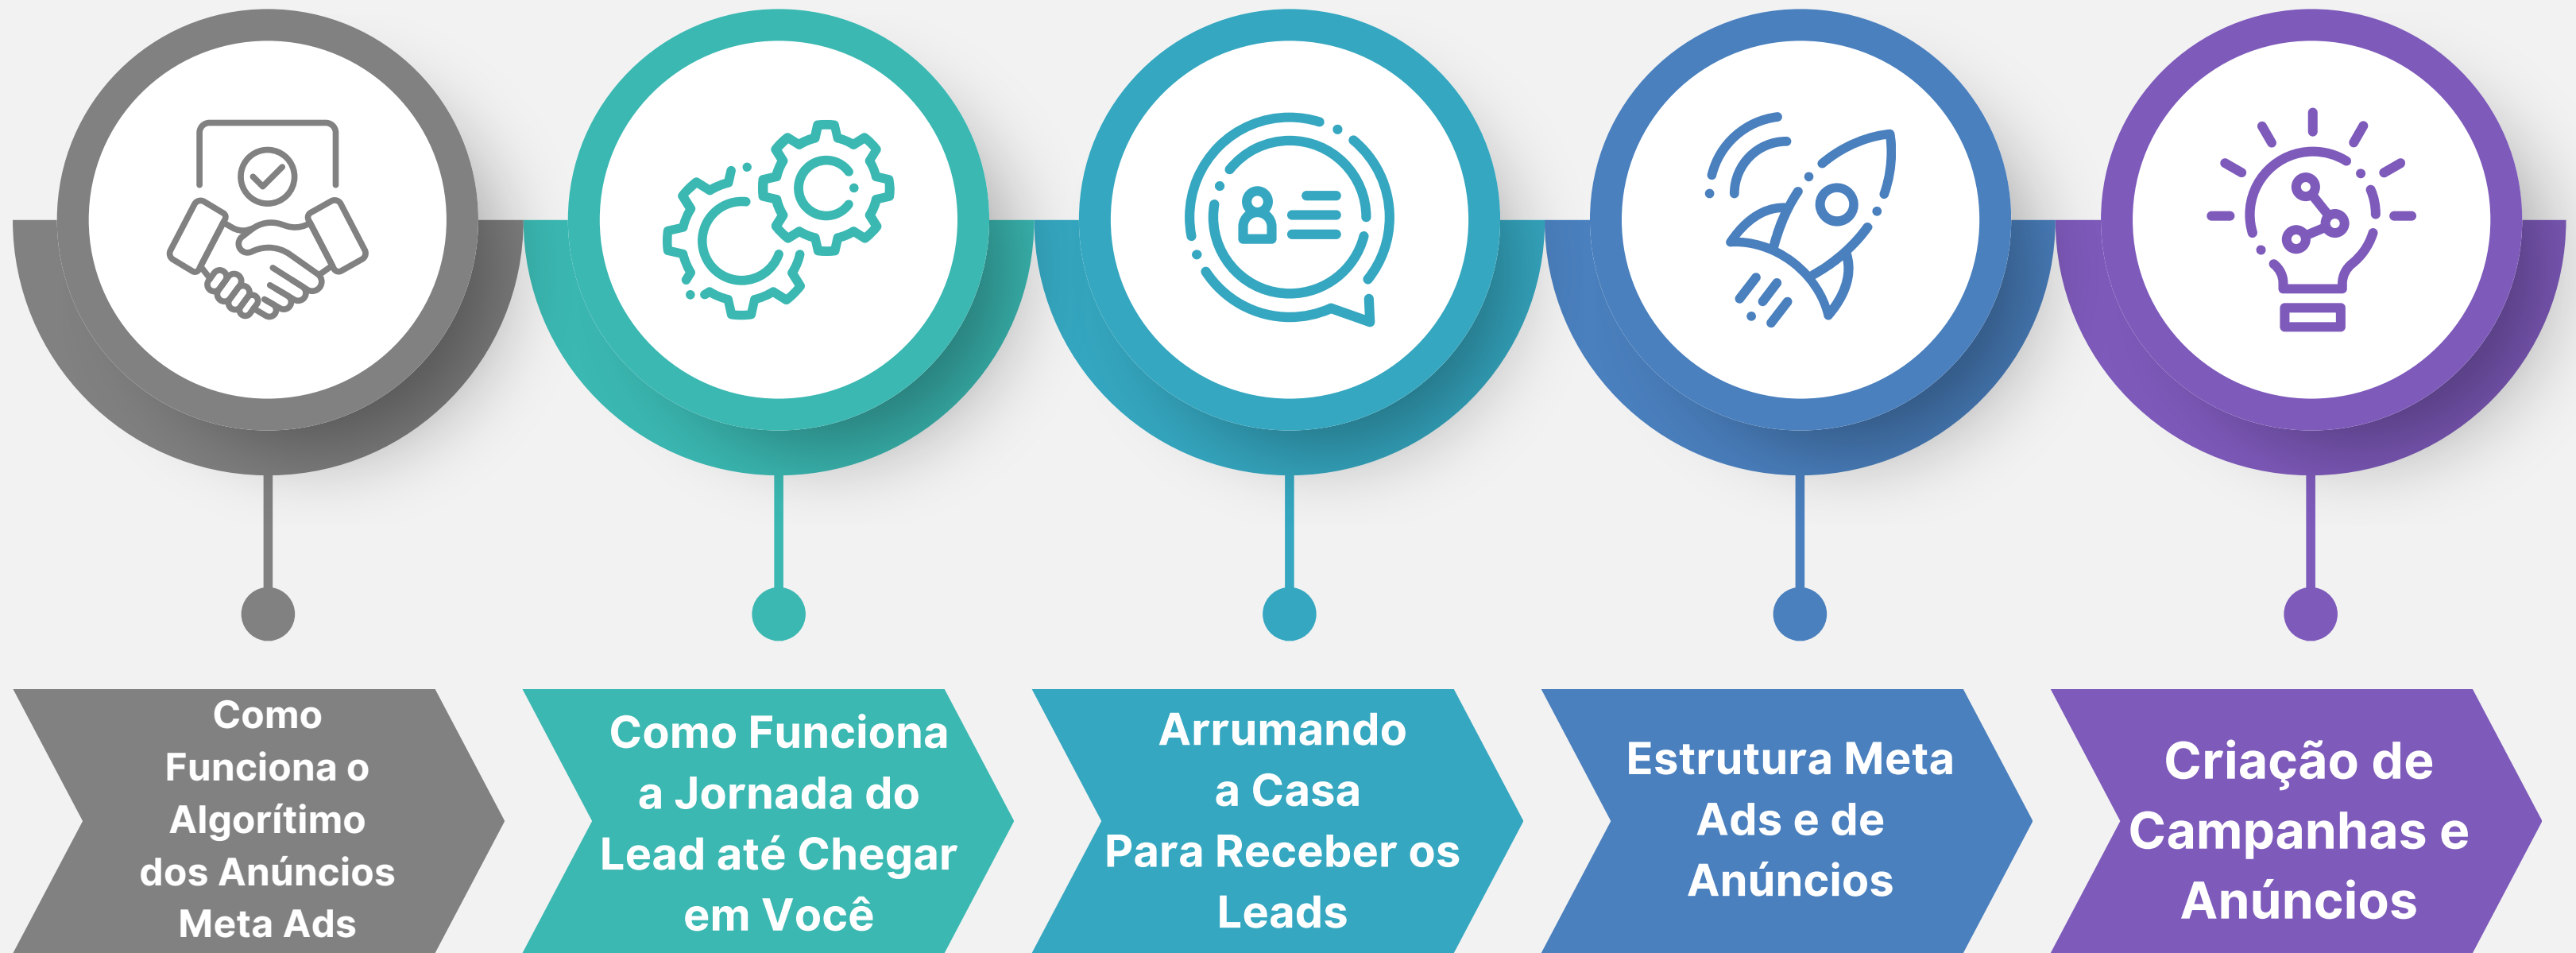 Como
Funciona o
Algorítimo
dos Anúncios
Meta Ads
Como Funciona
a Jornada do
Lead até Chegar
em Você
Arrumando
a Casa
Para Receber os
Leads
Estrutura Meta
Ads e de
Anúncios
Criação de
Campanhas e
Anúncios